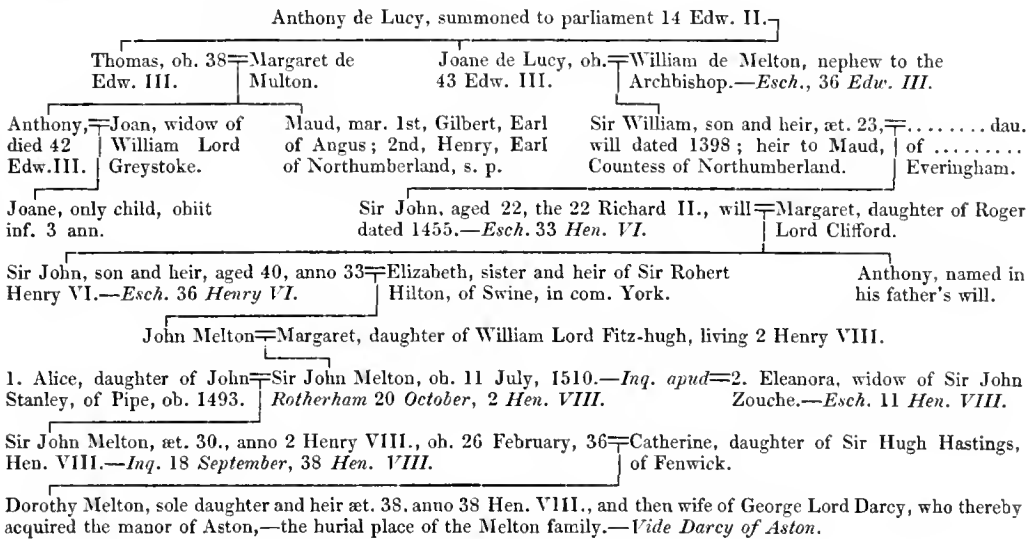 Anthony de Lucy, summoned to parliament 14 Edw. II.
Thomas, ob. 38 Edw. III.
Margaret de Multon.
Joane de Lucy, ob. 43 Edw. III.
William de Melton, nephew to the Archbishop.—Esch., 36 Edw. III.
Anthony, died 42 Edw.III.
Joan, widow of William Lord Greystoke.
Maud, mar. 1st, Gilbert, Earl of Angus; 2nd, Henry, Earl of Northumberland, s. p.
Sir William, son and heir, æt. 23, will dated 1398; heir to Maud, Countess of Northumberland.
........ dau. of ......... Everingham.
Joane, only child, obiit inf. 3 ann.
Sir John, aged 22, the 22 Richard II., will dated 1455.—Esch. 33 Hen. VI.
Margaret, daughter of Roger Lord Clifford.
Sir John, son and heir, aged 40, anno 33 Henry VI.—Esch. 36 Henry VI.
Elizabeth, sister and heir of Sir Robert Hilton, of Swine, in com. York.
Anthony, named in his father's will.
John Melton
Margaret, daughter of William Lord Fitz-hugh, living 2 Henry VIII.
1. Alice, daughter of John Stanley, of Pipe, ob. 1493.
Sir John Melton, ob. 11 July, 1510.—Inq. apud Rotherham 20 October, 2 Hen. VIII.
2. Eleanora, widow of Sir John Zouche.—Esch. 11 Hen. VIII.
Sir John Melton, æt. 30., anno 2 Henry VIII., ob. 26 February, 36 Hen. VIII.—Inq. 18 September, 38 Hen. VIII.
Catherine, daughter of Sir Hugh Hastings, of Fenwick.
Dorothy Melton, sole daughter and heir æt. 38. anno 38 Hen. VIII., and then wife of George Lord Darcy, who thereby
acquired the manor of Aston,—the burial place of the Melton family.—Vide Darcy of Aston.